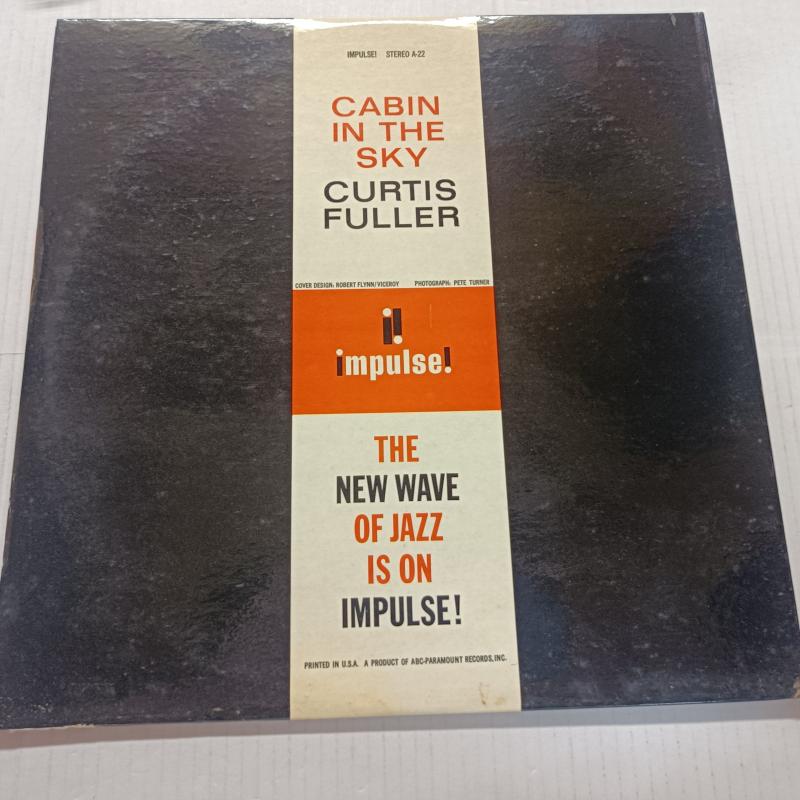 IMPULSE! STEREO A-22
CABIN
IN THE
SKY
CURTIS
FULLER
COVER DESIGN: ROBERT FLYNN/VICEROY PHOTOGRAPH: PETE TURNER
i!
impulse!
THE
NEW WAVE
OF JAZZ
IS ON
IMPULSE!
PRINTED IN U.S.A. A PRODUCT OF ABC-PARAMOUNT RECORDS, INC.